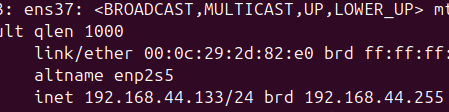 3: ens37: <BROADCAST,MULTICAST,UP,LOWER_UP> mt
ult qlen 1000
link/ether 00:0c:29:2d:82:e0 brd ff:ff:ff:
altname enp2s5
inet 192.168.44.133/24 brd 192.168.44.255